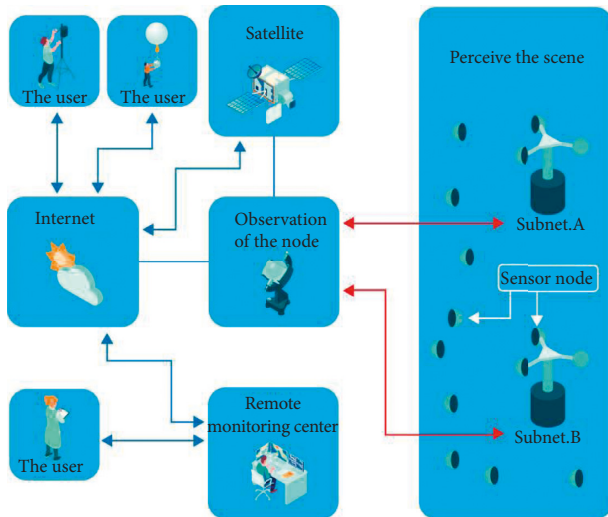 The user
The user
Satellite
Perceive the scene
Internet
Observation
of the node
Subnet.A
Sensor node
Remote
monitoring center
The user
Subnet.B